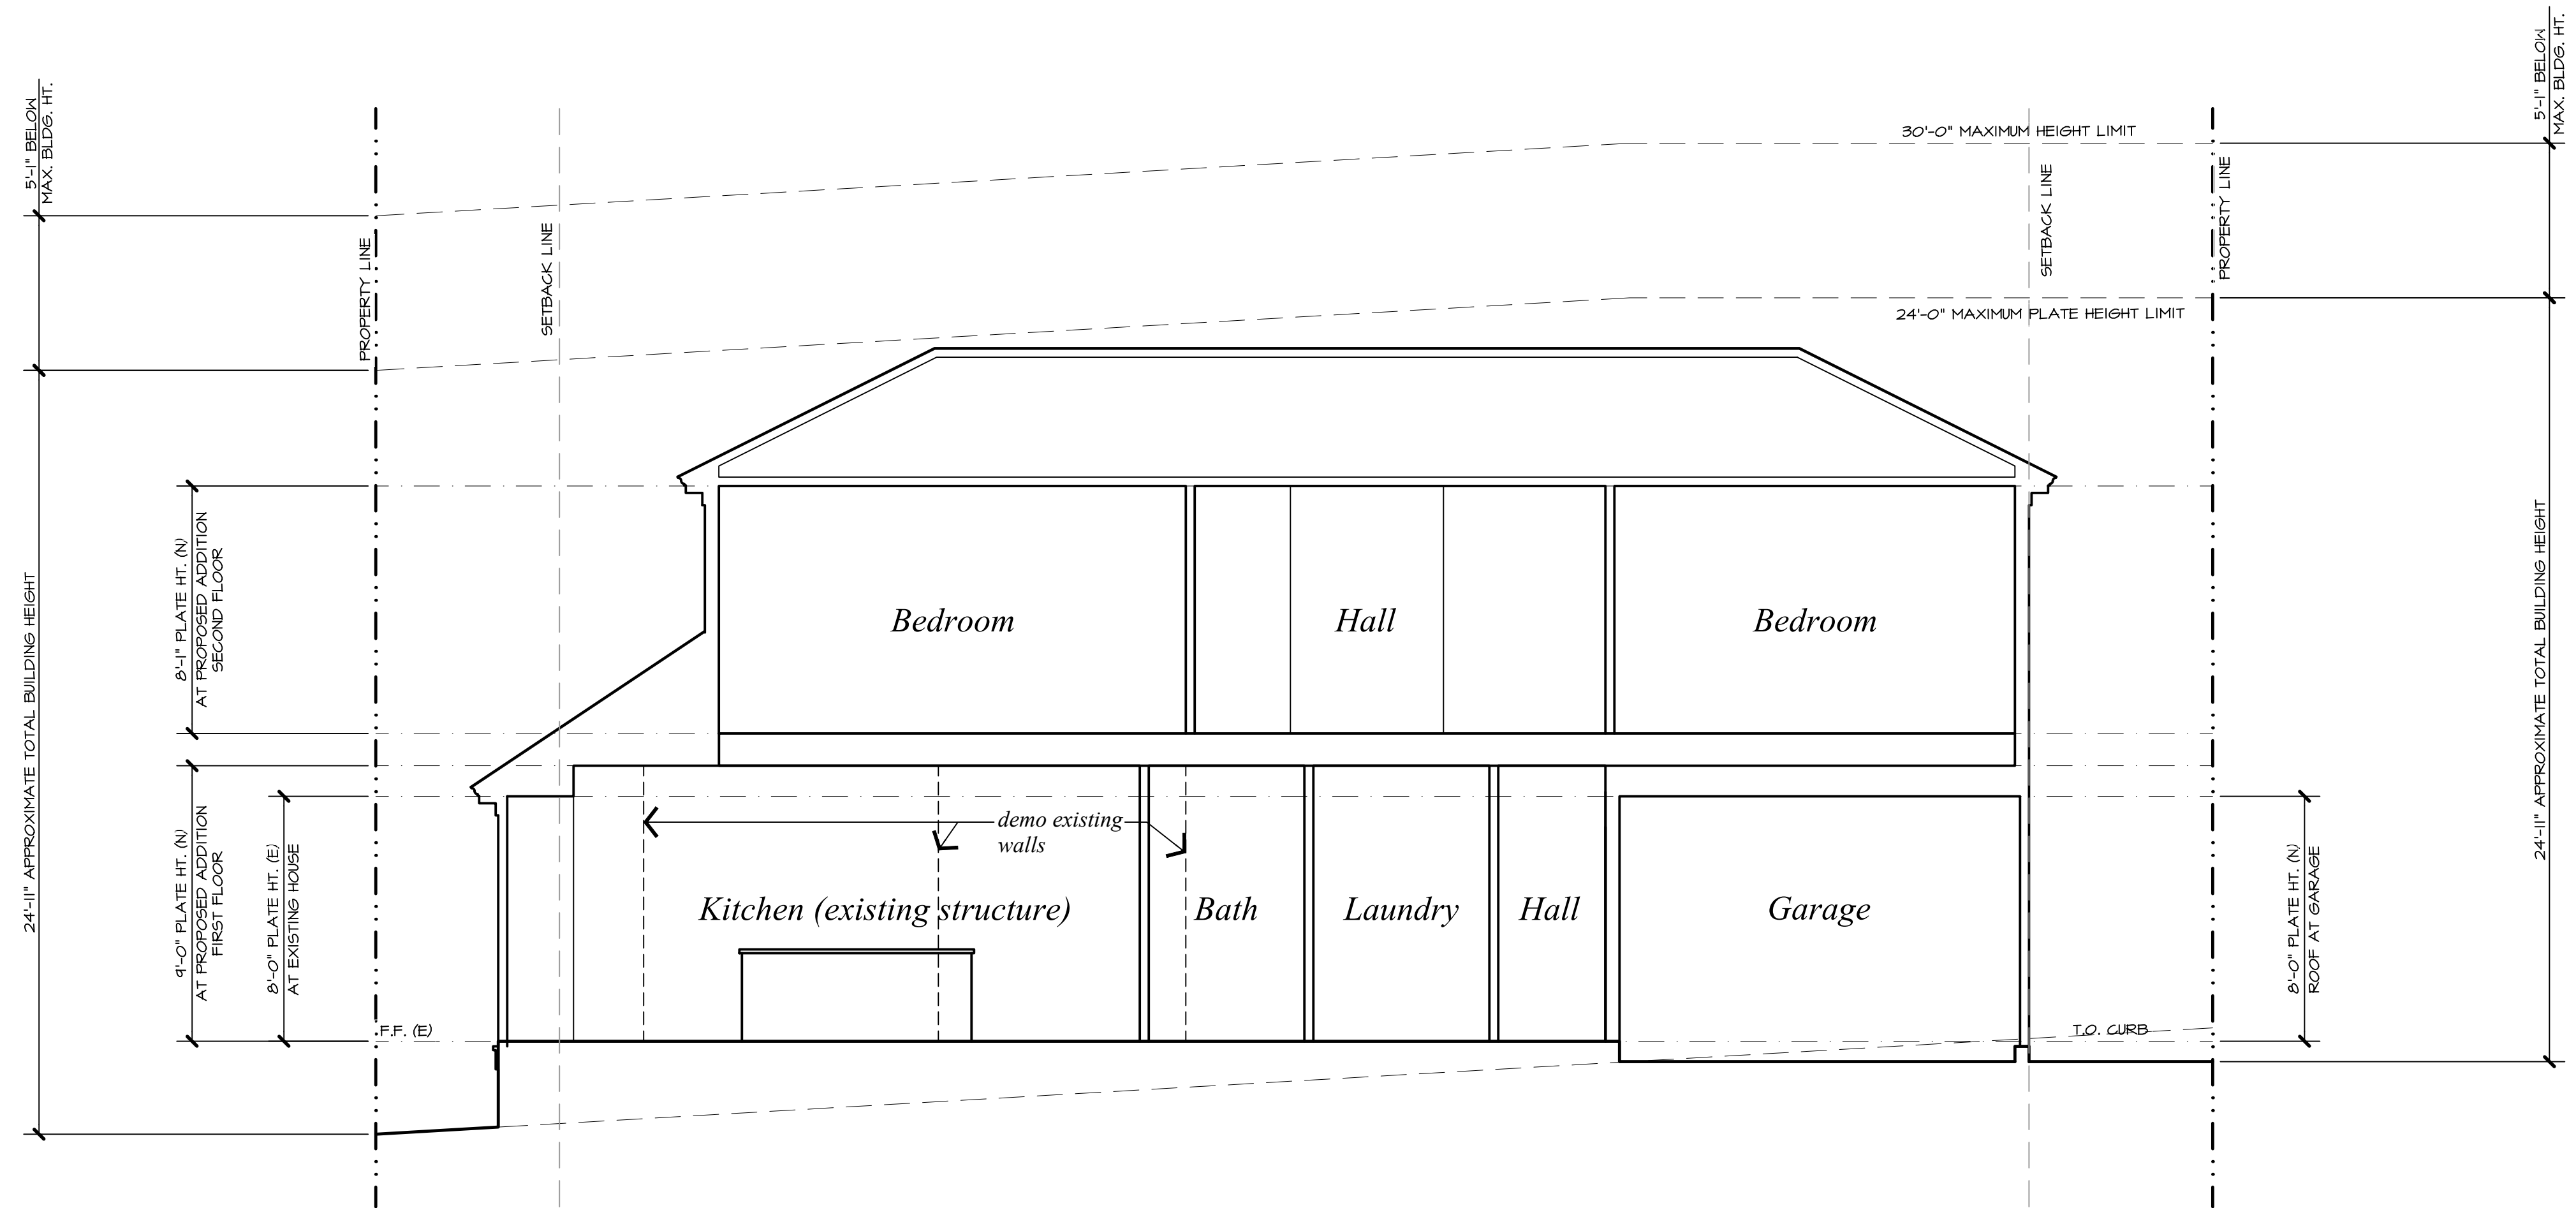 5'-1" BELOW
MAX. BLDG. HT.
5'-1" BELOW
MAX. BLDG. HT.
30'-0" MAXIMUM HEIGHT LIMIT
PROPERTY LINE
SETBACK LINE
SETBACK LINE
PROPERTY LINE
24'-0" MAXIMUM PLATE HEIGHT LIMIT
24'-11" APPROXIMATE TOTAL BUILDING HEIGHT
8'-1" PLATE HT. (N)
AT PROPOSED ADDITION
SECOND FLOOR
Bedroom
Hall
Bedroom
24'-11" APPROXIMATE TOTAL BUILDING HEIGHT
9'-0" PLATE HT. (N)
AT PROPOSED ADDITION
FIRST FLOOR
8'-0" PLATE HT. (E)
AT EXISTING HOUSE
demo existing
walls
Kitchen (existing structure)
Bath
Laundry
Hall
Garage
8'-0" PLATE HT. (N)
ROOF AT GARAGE
F.F. (E)
T.O. CURB